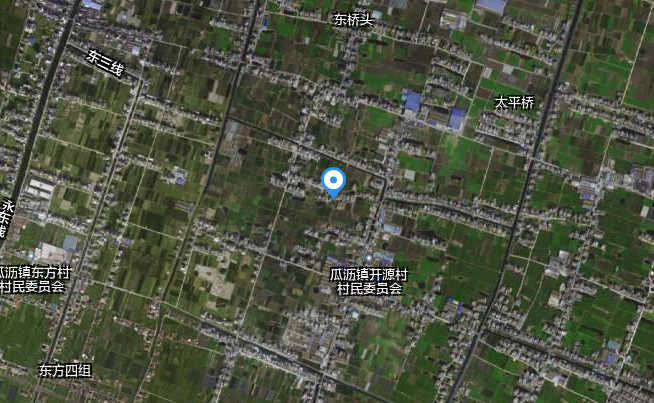 东桥头
东三线
太平桥
永东线
瓜沥镇东方村
村民委员会
瓜沥镇开源村
村民委员会
东方四组